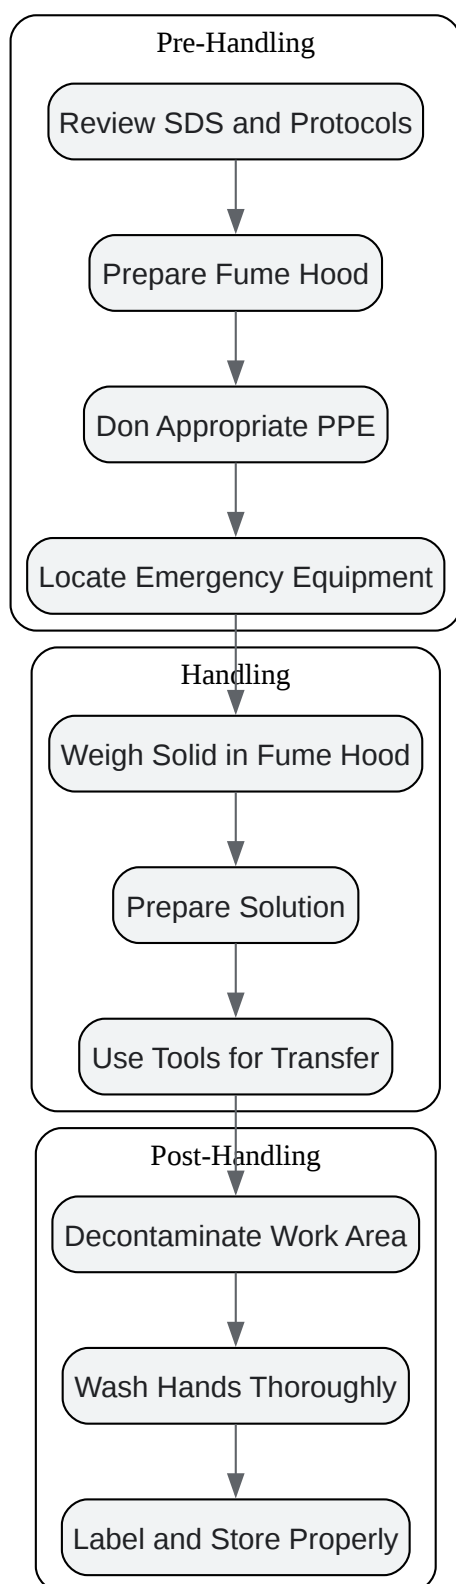 Pre-Handling
Review SDS and Protocols
Prepare Fume Hood
Don Appropriate PPE
Locate Emergency Equipment
Handling
Weigh Solid in Fume Hood
Prepare Solution
Use Tools for Transfer
Post-Handling
Decontaminate Work Area
Wash Hands Thoroughly
Label and Store Properly